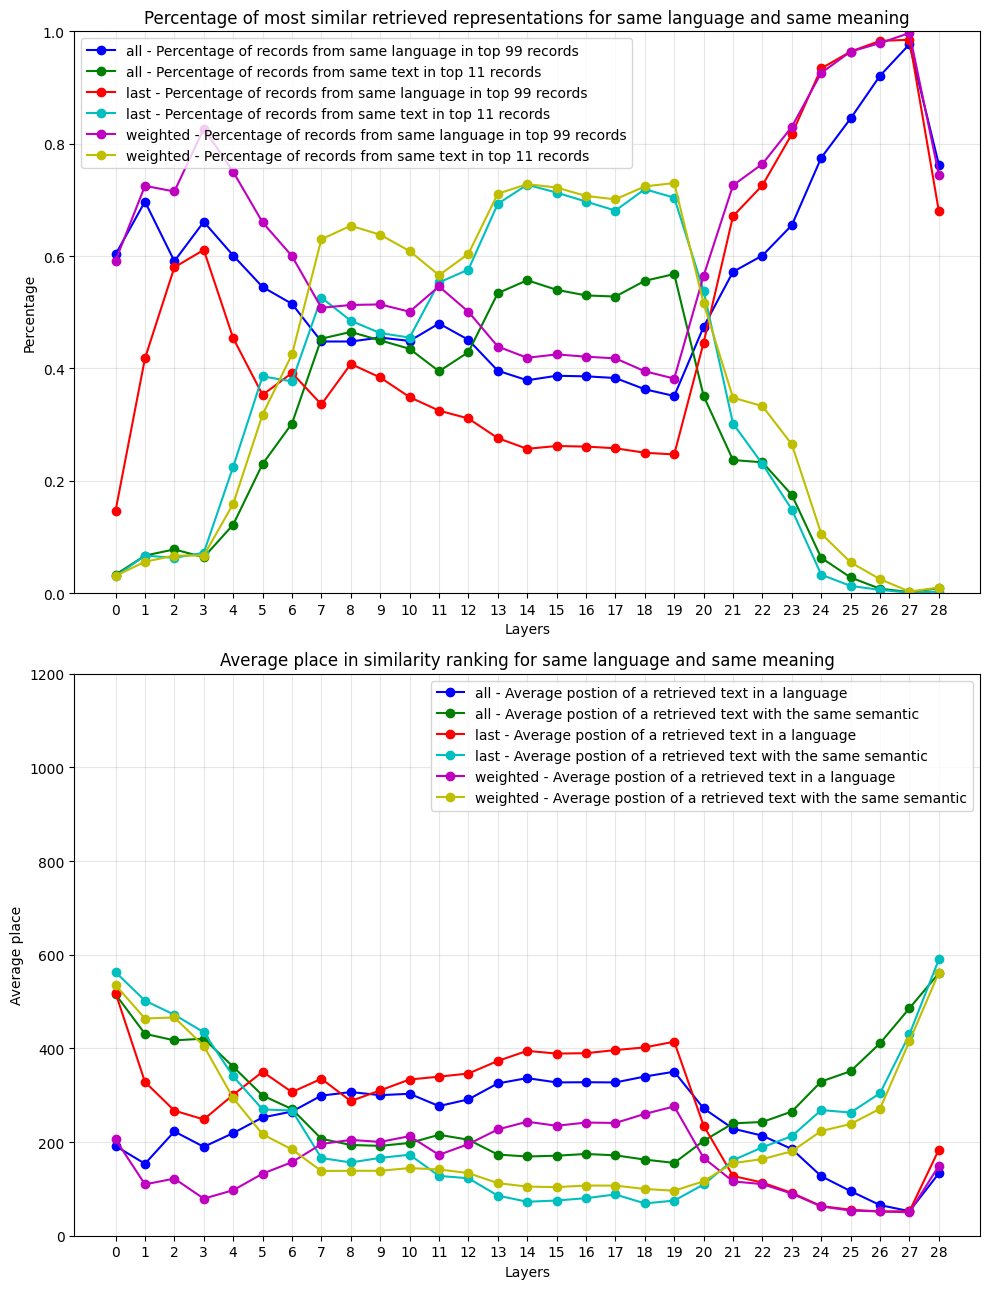 Percentage of most similar retrieved representations for same language and same meaning
1.0
all - Percentage of records from same language in top 99 records
all - Percentage of records from same text in top 11 records
last - Percentage of records from same language in top 99 records
last - Percentage of records from same text in top 11 records
weighted - Percentage of records from same language in top 99 records
weighted - Percentage of records from same text in top 11 records
0.8
0.6
Percentage
0.4
0.2
0.0
0 1 2 3 4 5 6 7 8 9 10 11 12 13 14 15 16 17 18 19 20 21 22 23 24 25 26 27 28
Layers
Average place in similarity ranking for same language and same meaning
1200
all - Average postion of a retrieved text in a language
all - Average postion of a retrieved text with the same semantic
last - Average postion of a retrieved text in a language
last - Average postion of a retrieved text with the same semantic
weighted - Average postion of a retrieved text in a language
weighted - Average postion of a retrieved text with the same semantic
1000
800
600
Average place
400
200
0
0 1 2 3 4 5 6 7 8 9 10 11 12 13 14 15 16 17 18 19 20 21 22 23 24 25 26 27 28
Layers